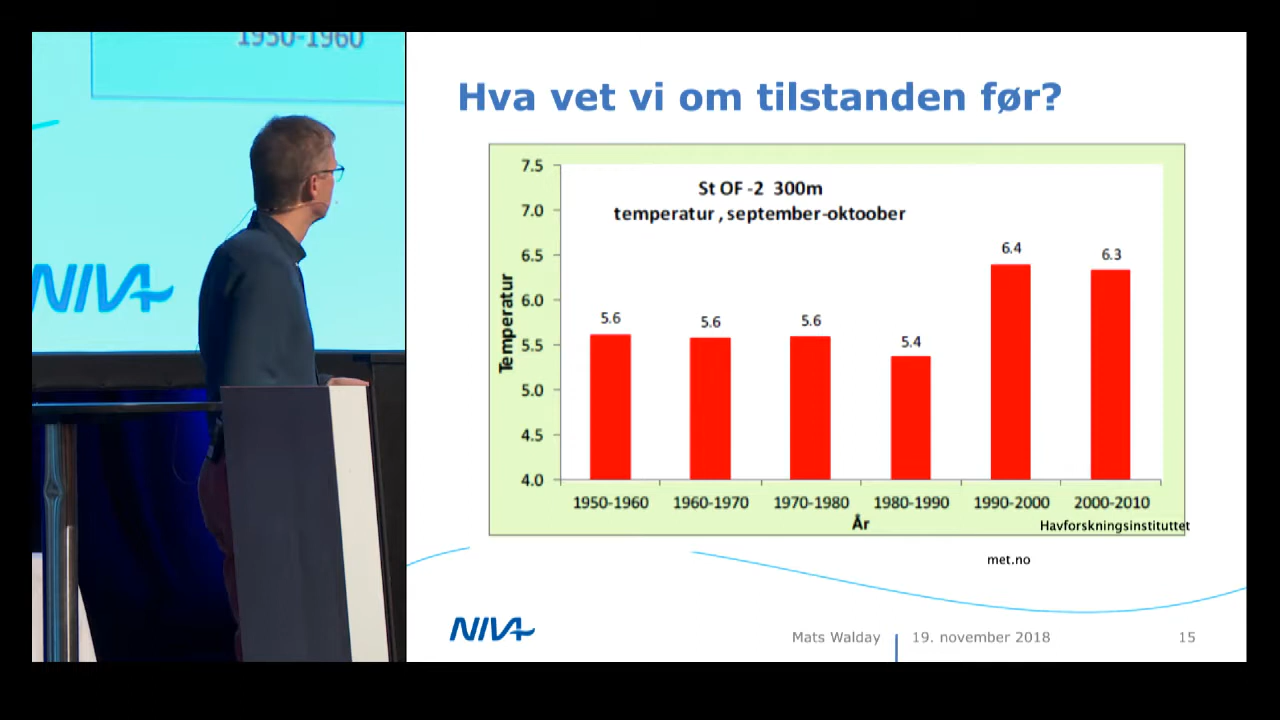 1950-1960
NIVA
Hva vet vi om tilstanden før?
St OF -2 300m
temperatur , september-oktoober
Temperatur
7.5
7.0
6.5
6.0
5.5
5.0
4.5
4.0
5.6
5.6
5.6
5.4
6.4
6.3
1950-1960
1960-1970
1970-1980
1980-1990
1990-2000
2000-2010
År
Havforskningsinstituttet
met.no
NIVA
Mats Walday
19. november 2018
15